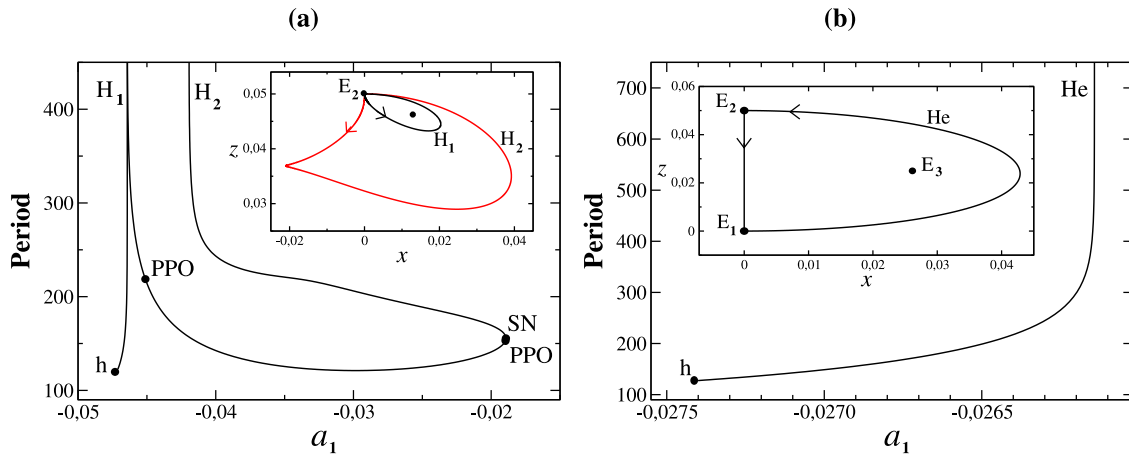 (a)
Period
400
300
200
100
-0,05
-0,04
-0,03
-0,02
a1
H1
H2
PPO
h
SN
PPO
z
0,05
0,04
0,03
-0,02
0
0,02
0,04
x
E2
H1
H2
(b)
Period
700
600
500
400
300
200
100
-0,0275
-0,0270
-0,0265
a1
He
h
z
0,06
0,04
0,02
0
0
0,01
0,02
0,03
0,04
x
E2
He
E3
E1